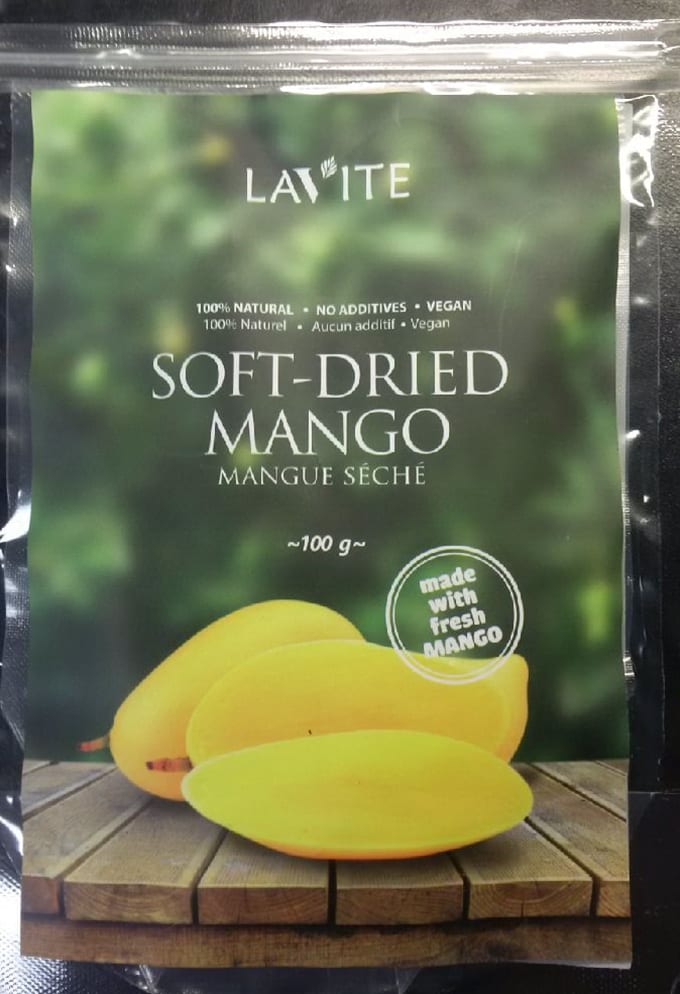 LAVITE
100% NATURAL • NO ADDITIVES • VEGAN
100% Naturel • Aucun additif • Vegan
SOFT-DRIED
MANGO
MANGUE SÉCHÉ
~100 g~
made
with
fresh
MANGO